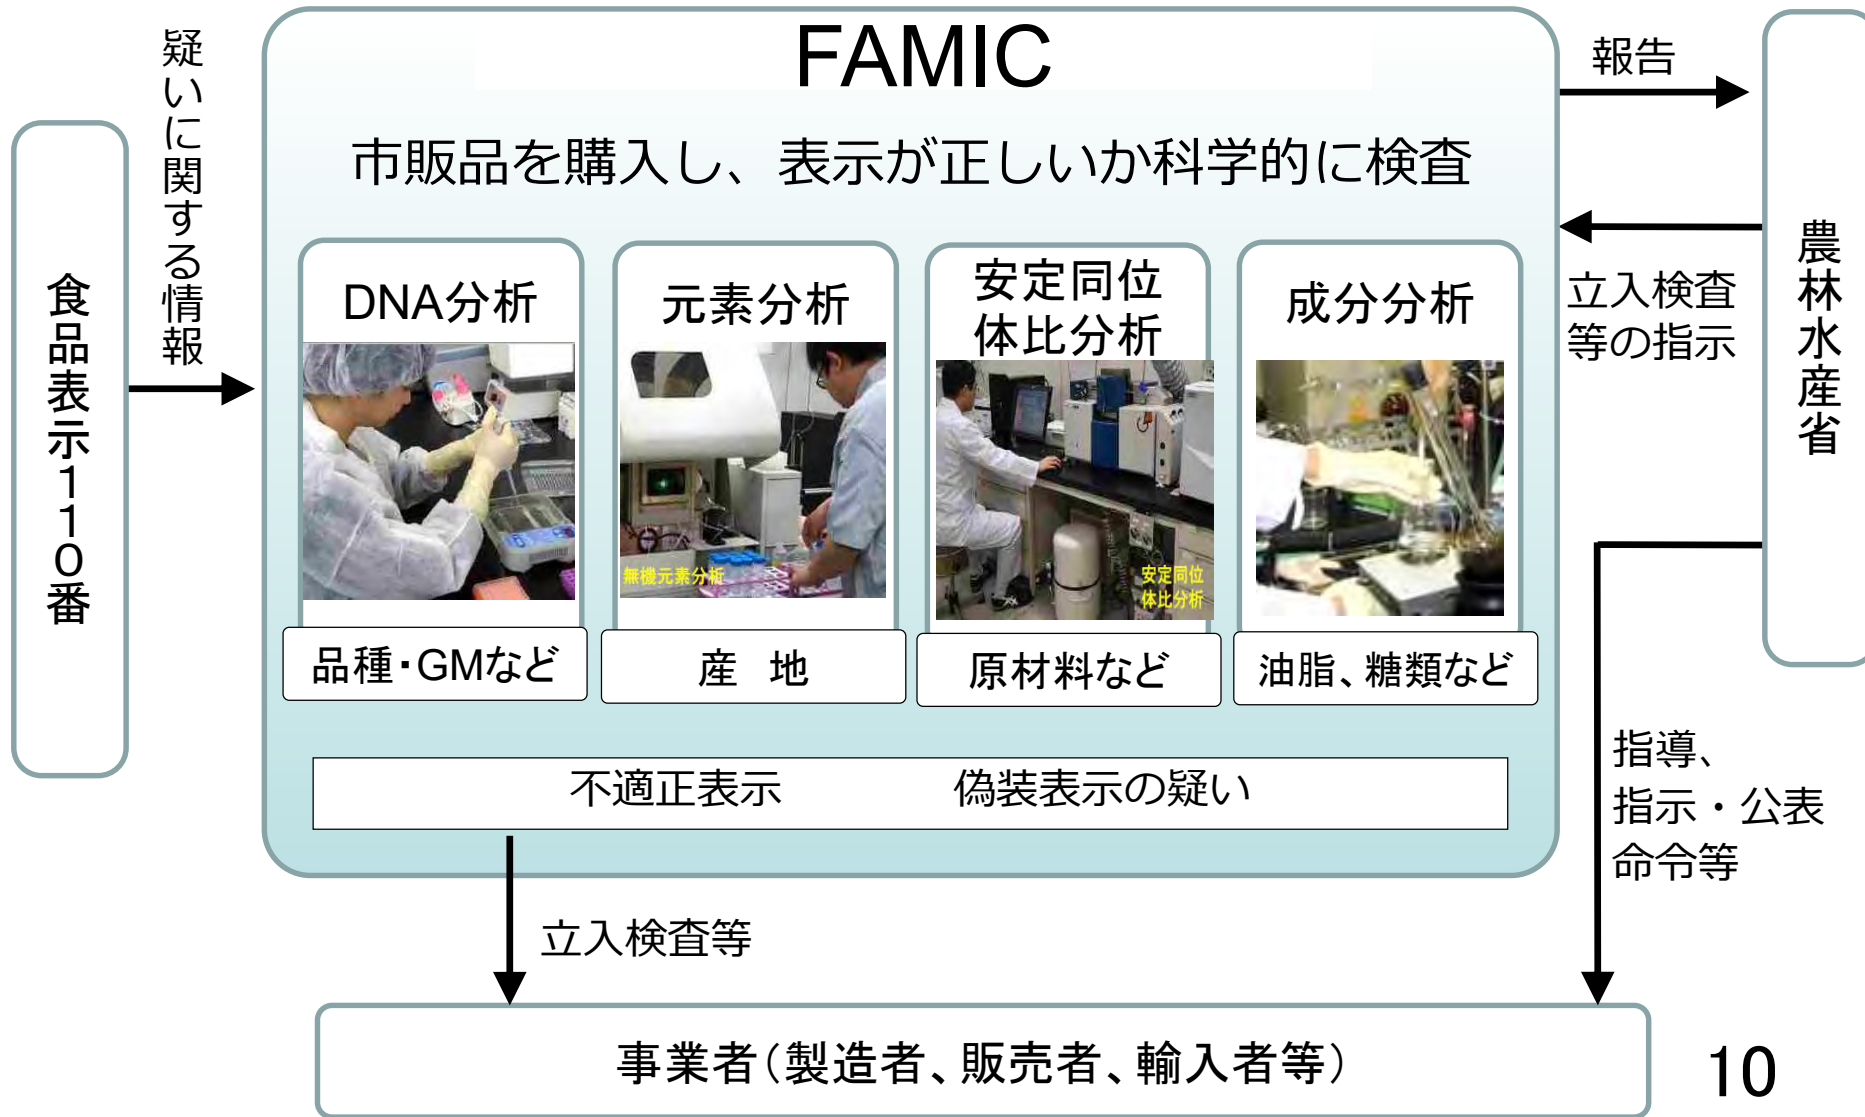 FAMIC
市販品を購入し、表示が正しいか科学的に検査
食品表示110番
疑いに関する情報
DNA分析
品種・GMなど
元素分析
無機元素分析
産 地
安定同位
体比分析
安定同位
体比分析
原材料など
成分分析
油脂、糖類など
不適正表示 偽装表示の疑い
報告
立入検査
等の指示
農林水産省
指導、
指示・公表
命令等
立入検査等
事業者(製造者、販売者、輸入者等)
10